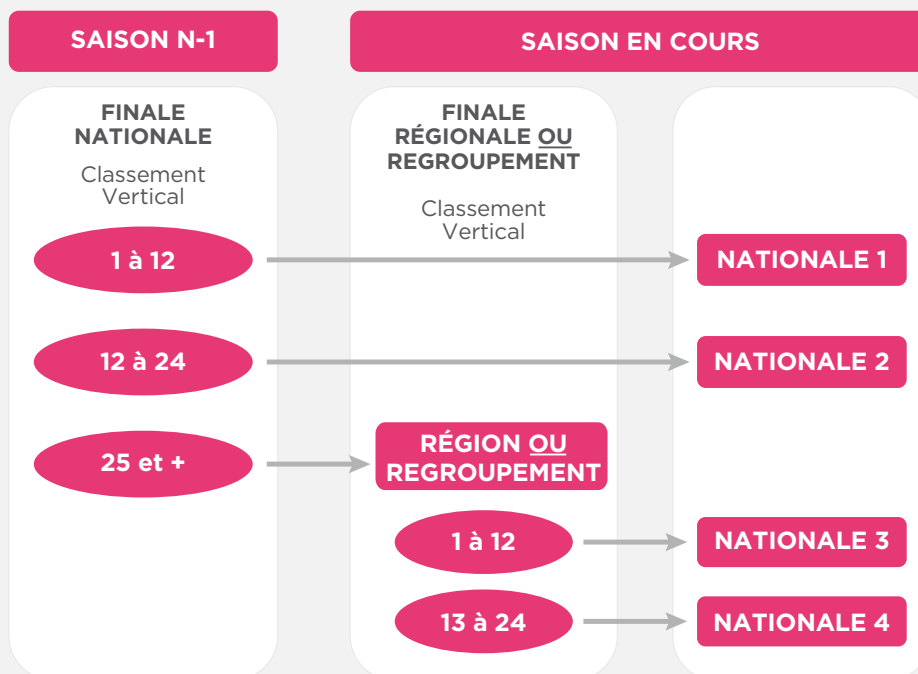 SAISON N-1
SAISON EN COURS
FINALE
NATIONALE
Classement
Vertical
FINALE
RÉGIONALE OU
REGROUPEMENT
Classement
Vertical
1 à 12
NATIONALE 1
12 à 24
NATIONALE 2
25 et +
RÉGION OU
REGROUPEMENT
1 à 12
NATIONALE 3
13 à 24
NATIONALE 4